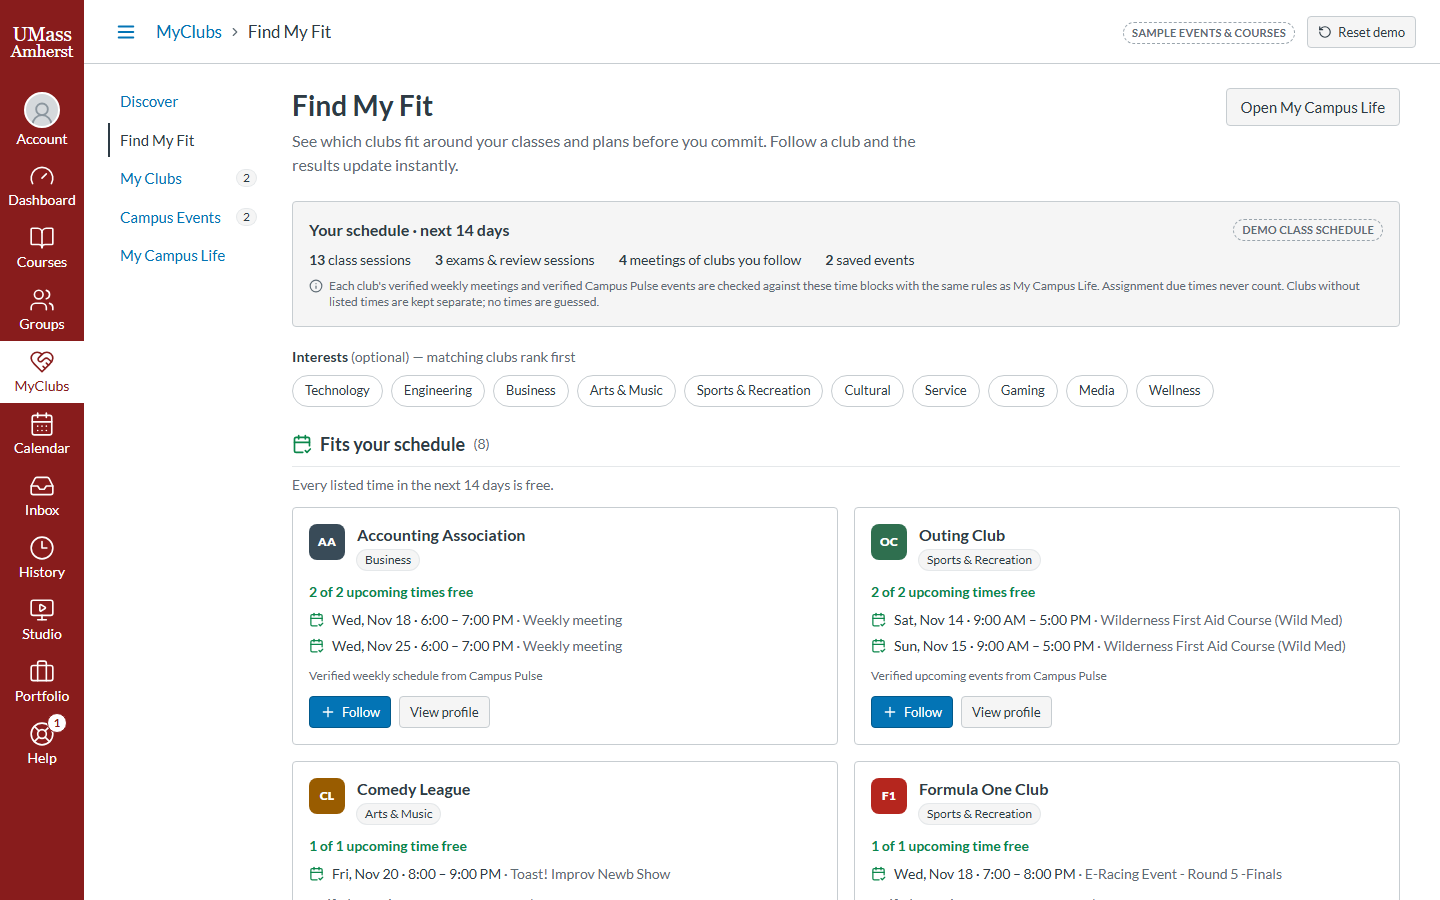 UMass
Amherst
Account
Dashboard
Courses
Groups
MyClubs
Calendar
Inbox
History
Studio
Portfolio
1
Help
MyClubs > Find My Fit
SAMPLE EVENTS & COURSES
Reset demo
Discover
Find My Fit
My Clubs 2
Campus Events 2
My Campus Life
Find My Fit
Open My Campus Life
See which clubs fit around your classes and plans before you commit. Follow a club and the
results update instantly.
Your schedule · next 14 days
DEMO CLASS SCHEDULE
13 class sessions 3 exams & review sessions 4 meetings of clubs you follow 2 saved events
Each club's verified weekly meetings and verified Campus Pulse events are checked against these time blocks with the same rules as My Campus Life. Assignment due times never count. Clubs without
listed times are kept separate; no times are guessed.
Interests (optional) — matching clubs rank first
Technology Engineering Business Arts & Music Sports & Recreation Cultural Service Gaming Media Wellness
Fits your schedule (8)
Every listed time in the next 14 days is free.
AA Accounting Association
Business
2 of 2 upcoming times free
Wed, Nov 18 · 6:00 – 7:00 PM · Weekly meeting
Wed, Nov 25 · 6:00 – 7:00 PM · Weekly meeting
Verified weekly schedule from Campus Pulse
+ Follow View profile
OC Outing Club
Sports & Recreation
2 of 2 upcoming times free
Sat, Nov 14 · 9:00 AM – 5:00 PM · Wilderness First Aid Course (Wild Med)
Sun, Nov 15 · 9:00 AM – 5:00 PM · Wilderness First Aid Course (Wild Med)
Verified upcoming events from Campus Pulse
+ Follow View profile
CL Comedy League
Arts & Music
1 of 1 upcoming time free
Fri, Nov 20 · 8:00 – 9:00 PM · Toast! Improv Newb Show
F1 Formula One Club
Sports & Recreation
1 of 1 upcoming time free
Wed, Nov 18 · 7:00 – 8:00 PM · E-Racing Event - Round 5 -Finals